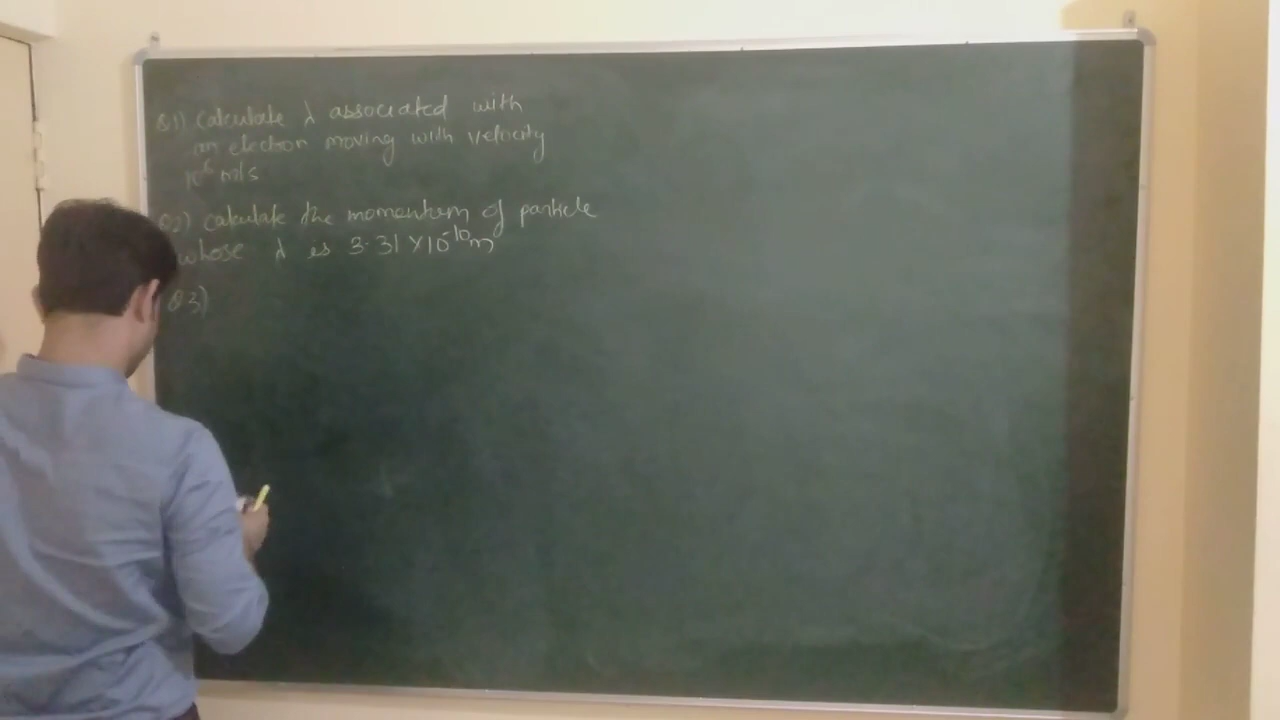 Q1) Calculate λ associated with
an electron moving with velocity
10⁶ m/s
Q2) Calculate the momentum of particle
whose λ is 3.31 × 10⁻¹⁰ m
Q3)